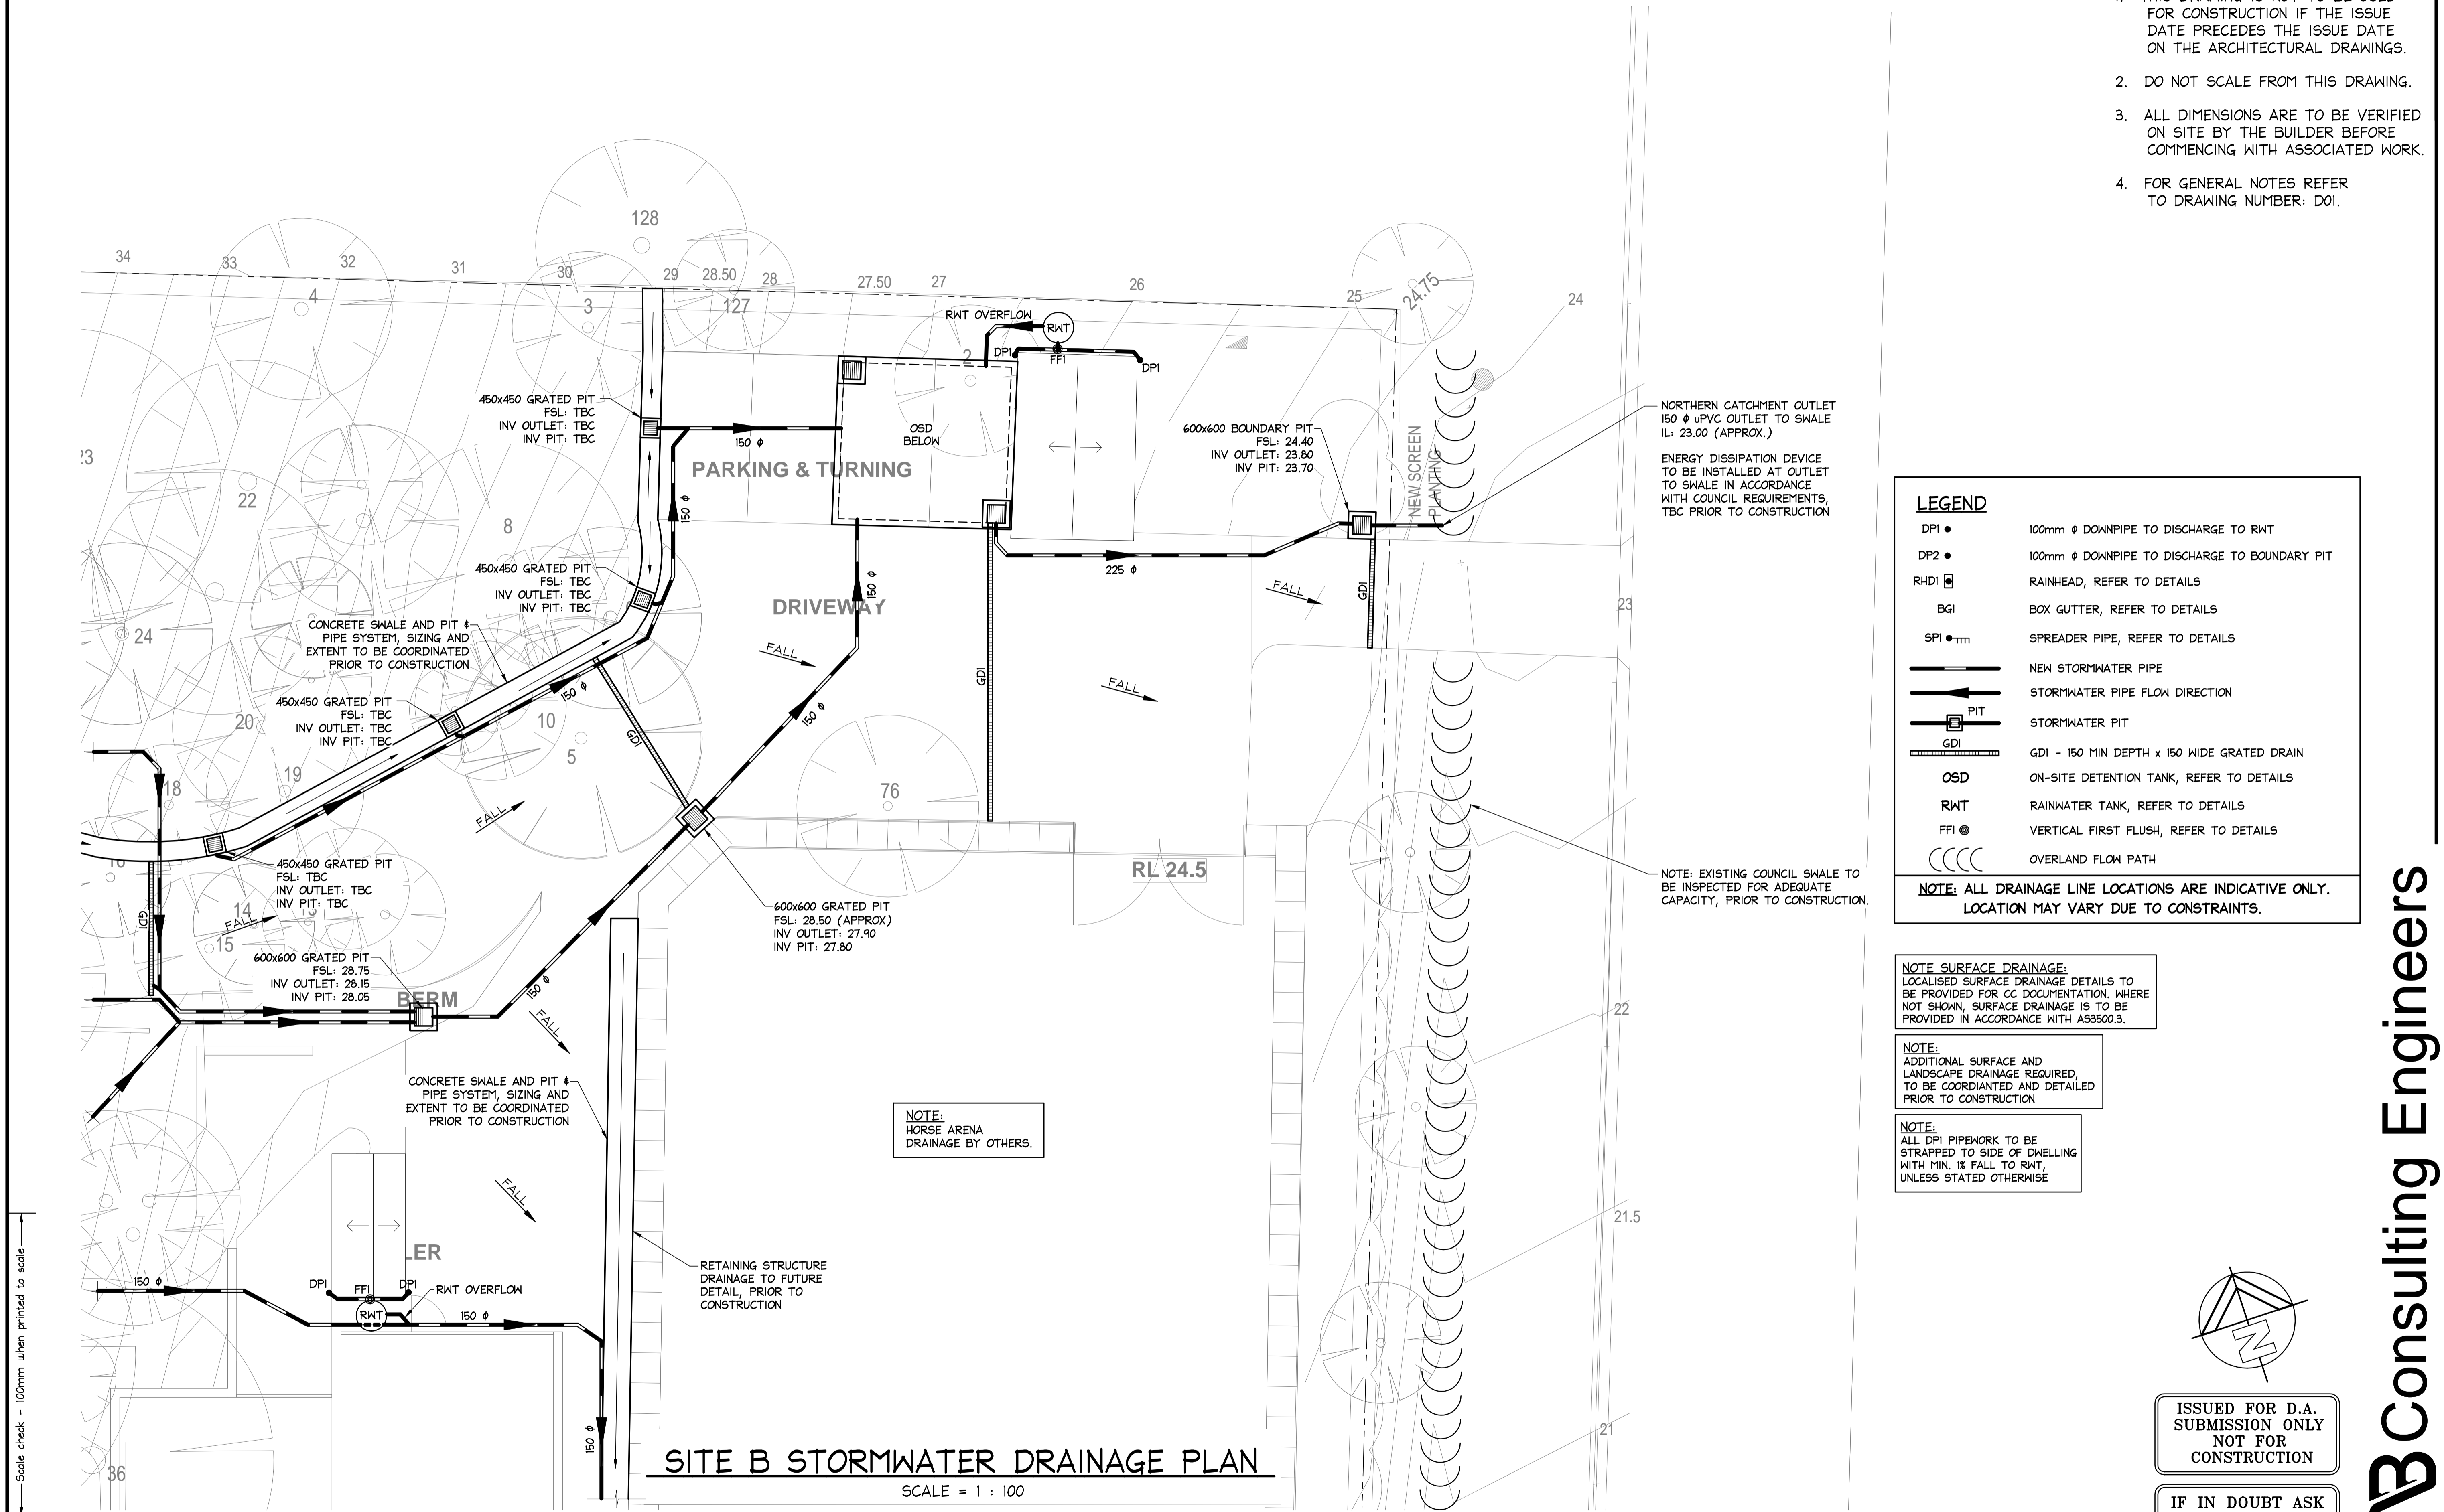 FOR CONSTRUCTION IF THE ISSUE
DATE PRECEDES THE ISSUE DATE
ON THE ARCHITECTURAL DRAWINGS.
2. DO NOT SCALE FROM THIS DRAWING.
3. ALL DIMENSIONS ARE TO BE VERIFIED
ON SITE BY THE BUILDER BEFORE
COMMENCING WITH ASSOCIATED WORK.
4. FOR GENERAL NOTES REFER
TO DRAWING NUMBER: D01.
128
34
33
32
31
30
29
28.50
28
27.50
27
26
25
24.75
24
4
3
127
RWT OVERFLOW
RWT
2
DP1
FF1
DP1
450x450 GRATED PIT
FSL: TBC
INV OUTLET: TBC
INV PIT: TBC
150 ϕ
OSD
BELOW
PARKING & TURNING
600x600 BOUNDARY PIT
FSL: 24.40
INV OUTLET: 23.80
INV PIT: 23.70
NEW SCREEN
PLANTING
NORTHERN CATCHMENT OUTLET
150 ϕ uPVC OUTLET TO SWALE
IL: 23.00 (APPROX.)
ENERGY DISSIPATION DEVICE
TO BE INSTALLED AT OUTLET
TO SWALE IN ACCORDANCE
WITH COUNCIL REQUIREMENTS,
TBC PRIOR TO CONSTRUCTION
23
22
8
150 ϕ
450x450 GRATED PIT
FSL: TBC
INV OUTLET: TBC
INV PIT: TBC
225 ϕ
150 ϕ
FALL
GD1
DRIVEWAY
23
24
CONCRETE SWALE AND PIT &
PIPE SYSTEM, SIZING AND
EXTENT TO BE COORDINATED
PRIOR TO CONSTRUCTION
FALL
GD1
FALL
150 ϕ
450x450 GRATED PIT
FSL: TBC
INV OUTLET: TBC
INV PIT: TBC
20
10
5
GD1
150 ϕ
18
19
76
FALL
16
450x450 GRATED PIT
FSL: TBC
INV OUTLET: TBC
INV PIT: TBC
GD1
14
13
FALL
15
RL 24.5
NOTE: EXISTING COUNCIL SWALE TO
BE INSPECTED FOR ADEQUATE
CAPACITY, PRIOR TO CONSTRUCTION.
600x600 GRATED PIT
FSL: 28.50 (APPROX)
INV OUTLET: 27.90
INV PIT: 27.80
600x600 GRATED PIT
FSL: 28.75
INV OUTLET: 28.15
INV PIT: 28.05
BERM
150 ϕ
FALL
22
CONCRETE SWALE AND PIT &
PIPE SYSTEM, SIZING AND
EXTENT TO BE COORDINATED
PRIOR TO CONSTRUCTION
NOTE:
HORSE ARENA
DRAINAGE BY OTHERS.
FALL
21.5
LER
RETAINING STRUCTURE
DRAINAGE TO FUTURE
DETAIL, PRIOR TO
CONSTRUCTION
150 ϕ
DP1
FF1
DP1
RWT OVERFLOW
RWT
150 ϕ
150 ϕ
21
36
SITE B STORMWATER DRAINAGE PLAN
SCALE = 1 : 100
Scale check - 100mm when printed to scale
LEGEND
DP1 100mm ϕ DOWNPIPE TO DISCHARGE TO RWT
DP2 100mm ϕ DOWNPIPE TO DISCHARGE TO BOUNDARY PIT
RHD1 RAINHEAD, REFER TO DETAILS
BG1 BOX GUTTER, REFER TO DETAILS
SP1 SPREADER PIPE, REFER TO DETAILS
NEW STORMWATER PIPE
STORMWATER PIPE FLOW DIRECTION
PIT STORMWATER PIT
GD1 GD1 - 150 MIN DEPTH x 150 WIDE GRATED DRAIN
OSD ON-SITE DETENTION TANK, REFER TO DETAILS
RWT RAINWATER TANK, REFER TO DETAILS
FF1 VERTICAL FIRST FLUSH, REFER TO DETAILS
OVERLAND FLOW PATH
NOTE: ALL DRAINAGE LINE LOCATIONS ARE INDICATIVE ONLY.
LOCATION MAY VARY DUE TO CONSTRAINTS.
NOTE SURFACE DRAINAGE:
LOCALISED SURFACE DRAINAGE DETAILS TO
BE PROVIDED FOR CC DOCUMENTATION. WHERE
NOT SHOWN, SURFACE DRAINAGE IS TO BE
PROVIDED IN ACCORDANCE WITH AS3500.3.
NOTE:
ADDITIONAL SURFACE AND
LANDSCAPE DRAINAGE REQUIRED,
TO BE COORDIANTED AND DETAILED
PRIOR TO CONSTRUCTION
NOTE:
ALL DP1 PIPEWORK TO BE
STRAPPED TO SIDE OF DWELLING
WITH MIN. 1% FALL TO RWT,
UNLESS STATED OTHERWISE
N
ISSUED FOR D.A.
SUBMISSION ONLY
NOT FOR
CONSTRUCTION
IF IN DOUBT ASK
B Consulting Engineers